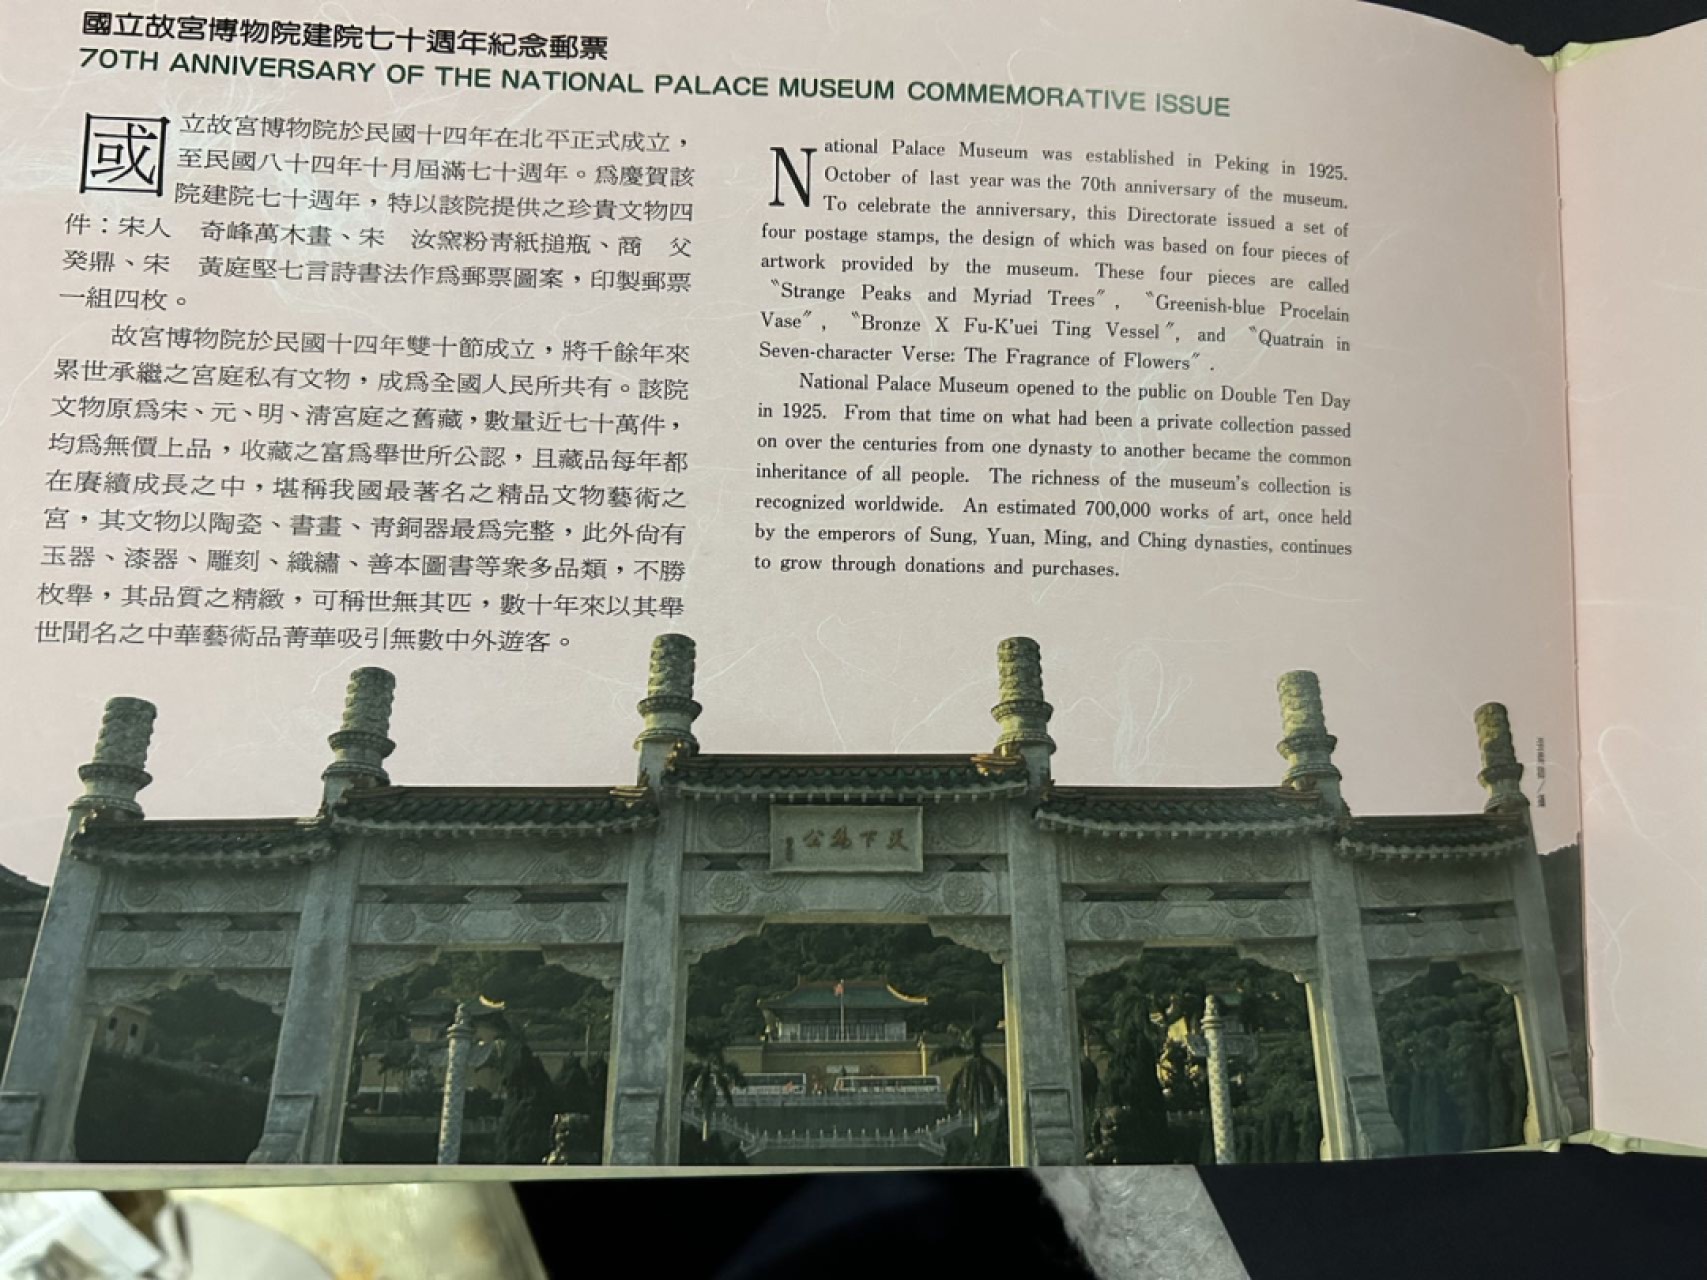 國立故宮博物院建院七十週年紀念郵票
70TH ANNIVERSARY OF THE NATIONAL PALACE MUSEUM COMMEMORATIVE ISSUE
國立故宮博物院於民國十四年在北平正式成立，
至民國八十四年十月屆滿七十週年。爲慶賀該
院建院七十週年，特以該院提供之珍貴文物四
件：宋人　奇峰萬木畫、宋　汝窯粉靑紙搥瓶、商　父
癸鼎、宋　黃庭堅七言詩書法作爲郵票圖案，印製郵票
一組四枚。
故宮博物院於民國十四年雙十節成立，將千餘年來
累世承繼之宮庭私有文物，成爲全國人民所共有。該院
文物原爲宋、元、明、清宮庭之舊藏，數量近七十萬件，
均爲無價上品，收藏之富爲舉世所公認，且藏品每年都
在賡續成長之中，堪稱我國最著名之精品文物藝術之
宮，其文物以陶瓷、書畫、靑銅器最爲完整，此外尙有
玉器、漆器、雕刻、織繡、善本圖書等衆多品類，不勝
枚舉，其品質之精緻，可稱世無其匹，數十年來以其舉
世聞名之中華藝術品菁華吸引無數中外遊客。
National Palace Museum was established in Peking in 1925.
October of last year was the 70th anniversary of the museum.
To celebrate the anniversary, this Directorate issued a set of
four postage stamps, the design of which was based on four pieces of
artwork provided by the museum. These four pieces are called
〝Strange Peaks and Myriad Trees〞, 〝Greenish-blue Procelain
Vase〞, 〝Bronze X Fu-K'uei Ting Vessel〞, and 〝Quatrain in
Seven-character Verse: The Fragrance of Flowers〞.
National Palace Museum opened to the public on Double Ten Day
in 1925. From that time on what had been a private collection passed
on over the centuries from one dynasty to another became the common
inheritance of all people. The richness of the museum's collection is
recognized worldwide. An estimated 700,000 works of art, once held
by the emperors of Sung, Yuan, Ming, and Ching dynasties, continues
to grow through donations and purchases.
天下為公